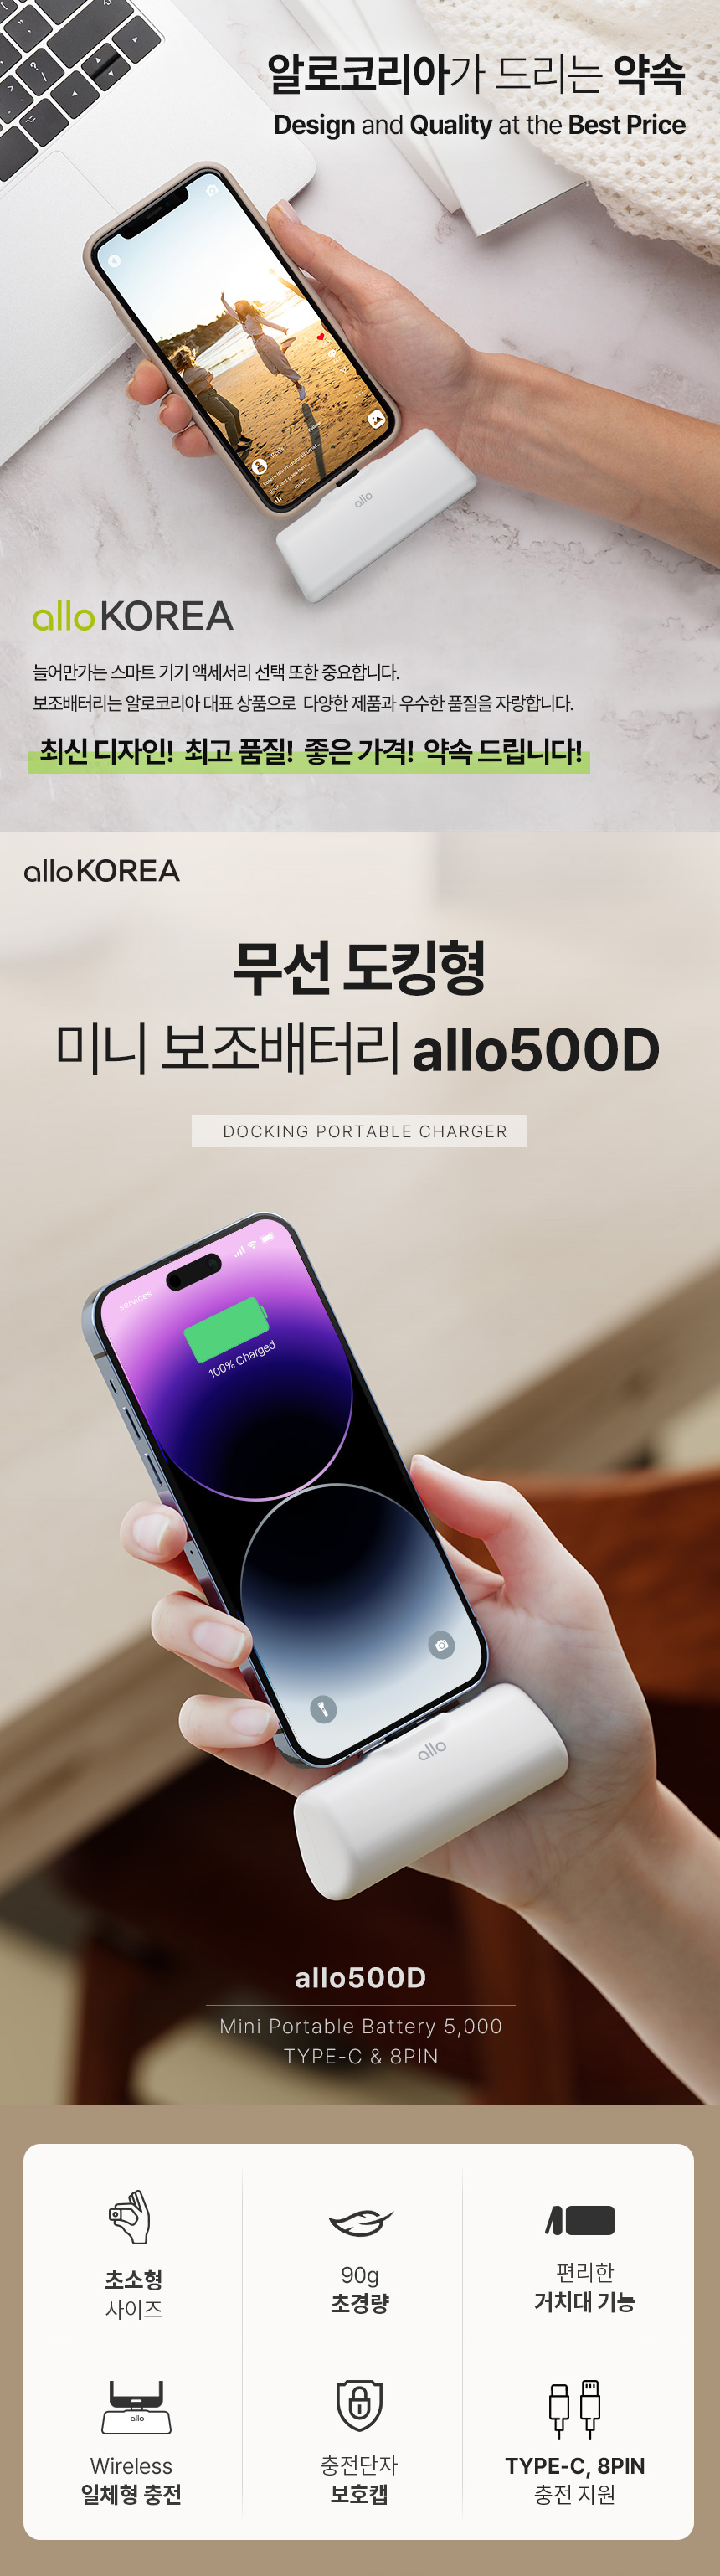 알로코리아가 드리는 약속
Design and Quality at the Best Price
allo
allo KOREA
늘어만가는 스마트 기기 액세서리 선택 또한 중요합니다.
보조배터리는 알로코리아 대표 상품으로 다양한 제품과 우수한 품질을 자랑합니다.
최신 디자인! 최고 품질! 좋은 가격! 약속 드립니다!
allo KOREA
무선 도킹형
미니 보조배터리 allo500D
DOCKING PORTABLE CHARGER
services
100% Charged
allo
allo500D
Mini Portable Battery 5,000
TYPE-C & 8PIN
초소형
사이즈
90g
초경량
편리한
거치대 기능
allo
Wireless
일체형 충전
충전단자
보호캡
TYPE-C, 8PIN
충전 지원